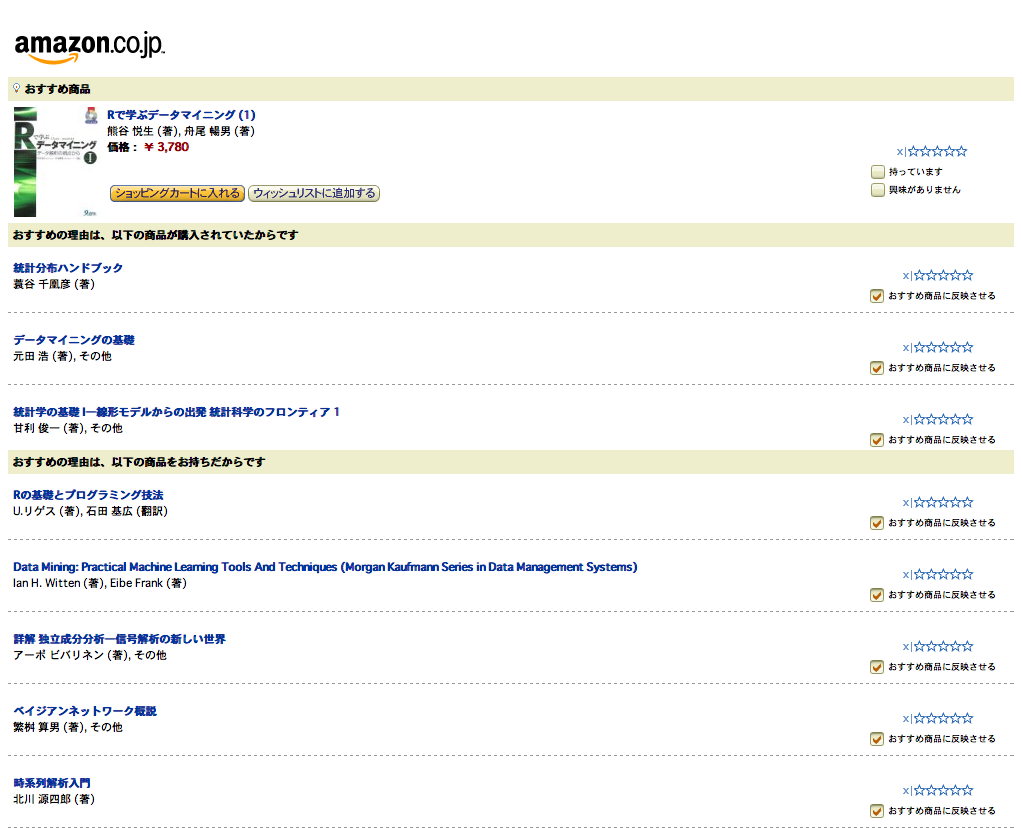 amazon.co.jp
おすすめ商品
Rで学ぶデータマイニング (1)
熊谷 悦生 (著), 舟尾 暢男 (著)
価格： ￥ 3,780
x|☆☆☆☆☆
持っています
興味がありません
Rで学ぶ
データマイニング
1
ショッピングカートに入れる ウィッシュリストに追加する
おすすめの理由は、以下の商品が購入されていたからです
統計分布ハンドブック
蓑谷 千凰彦 (著)
x|☆☆☆☆☆
おすすめ商品に反映させる
データマイニングの基礎
元田 浩 (著), その他
x|☆☆☆☆☆
おすすめ商品に反映させる
統計学の基礎 I―線形モデルからの出発 統計科学のフロンティア 1
甘利 俊一 (著), その他
x|☆☆☆☆☆
おすすめ商品に反映させる
おすすめの理由は、以下の商品をお持ちだからです
Rの基礎とプログラミング技法
U.リゲス (著), 石田 基広 (翻訳)
x|☆☆☆☆☆
おすすめ商品に反映させる
Data Mining: Practical Machine Learning Tools And Techniques (Morgan Kaufmann Series in Data Management Systems)
Ian H. Witten (著), Eibe Frank (著)
x|☆☆☆☆☆
おすすめ商品に反映させる
詳解 独立成分分析―信号解析の新しい世界
アーポ ビバリネン (著), その他
x|☆☆☆☆☆
おすすめ商品に反映させる
ベイジアンネットワーク概説
繁桝 算男 (著), その他
x|☆☆☆☆☆
おすすめ商品に反映させる
時系列解析入門
北川 源四郎 (著)
x|☆☆☆☆☆
おすすめ商品に反映させる